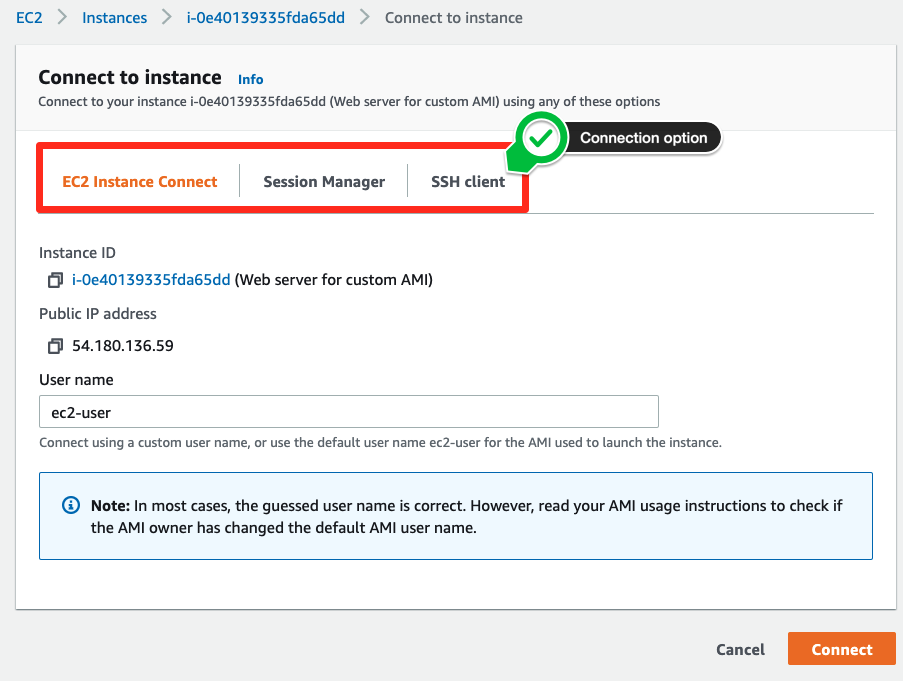 EC2 > Instances > i-0e40139335fda65dd > Connect to instance
Connect to instance Info
Connect to your instance i-0e40139335fda65dd (Web server for custom AMI) using any of these options
Connection option
EC2 Instance Connect Session Manager SSH client
Instance ID
i-0e40139335fda65dd (Web server for custom AMI)
Public IP address
54.180.136.59
User name
ec2-user
Connect using a custom user name, or use the default user name ec2-user for the AMI used to launch the instance.
Note: In most cases, the guessed user name is correct. However, read your AMI usage instructions to check if
the AMI owner has changed the default AMI user name.
Cancel Connect